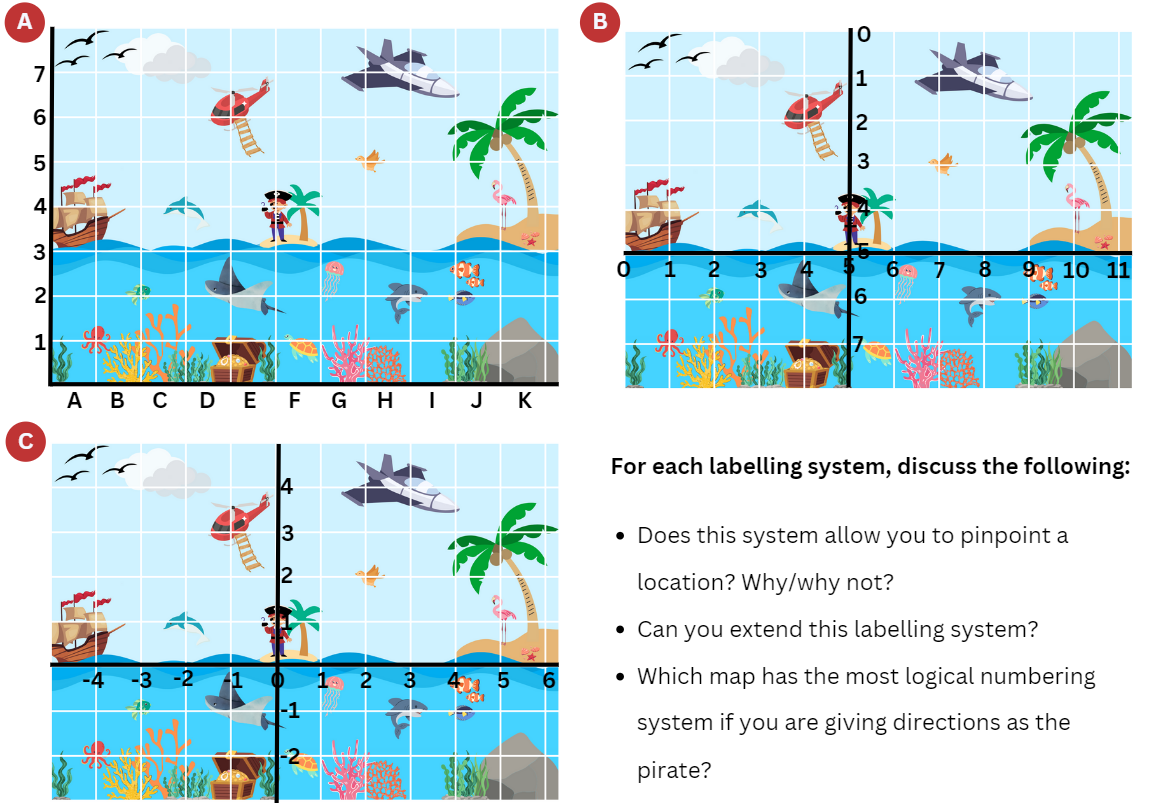 A
7
6
5
4
3
2
1
A B C D E F G H I J K
B
0
1
2
3
4
5
0 1 2 3 4 5 6 7 8 9 10 11
6
7
C
4
3
2
1
-4 -3 -2 -1 0 1 2 3 4 5 6
-1
-2
For each labelling system, discuss the following:
• Does this system allow you to pinpoint a
location? Why/why not?
• Can you extend this labelling system?
• Which map has the most logical numbering
system if you are giving directions as the
pirate?